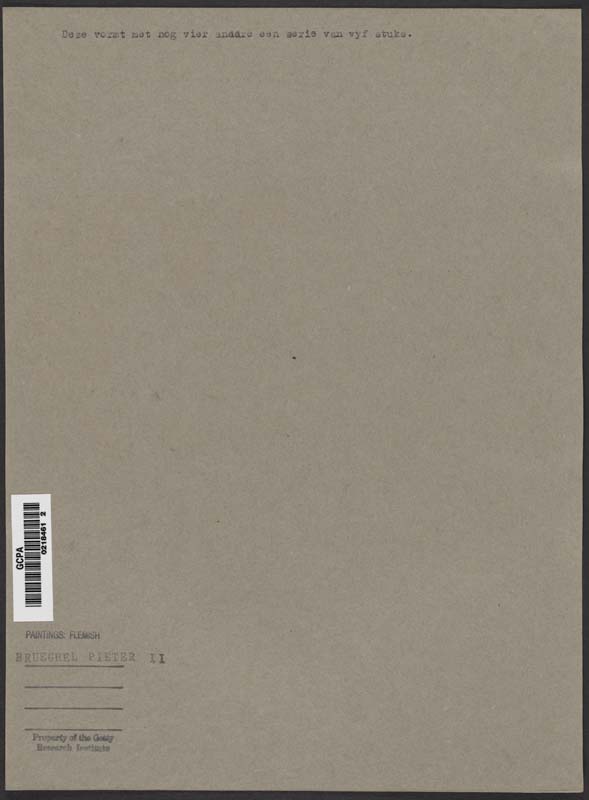 Deze vormt met nog vier andere een serie van vyf stuks.
GCPA
0218461 2
PAINTINGS: FLEMISH
BRUEGHEL PIETER II
Property of the Getty
Research Institute